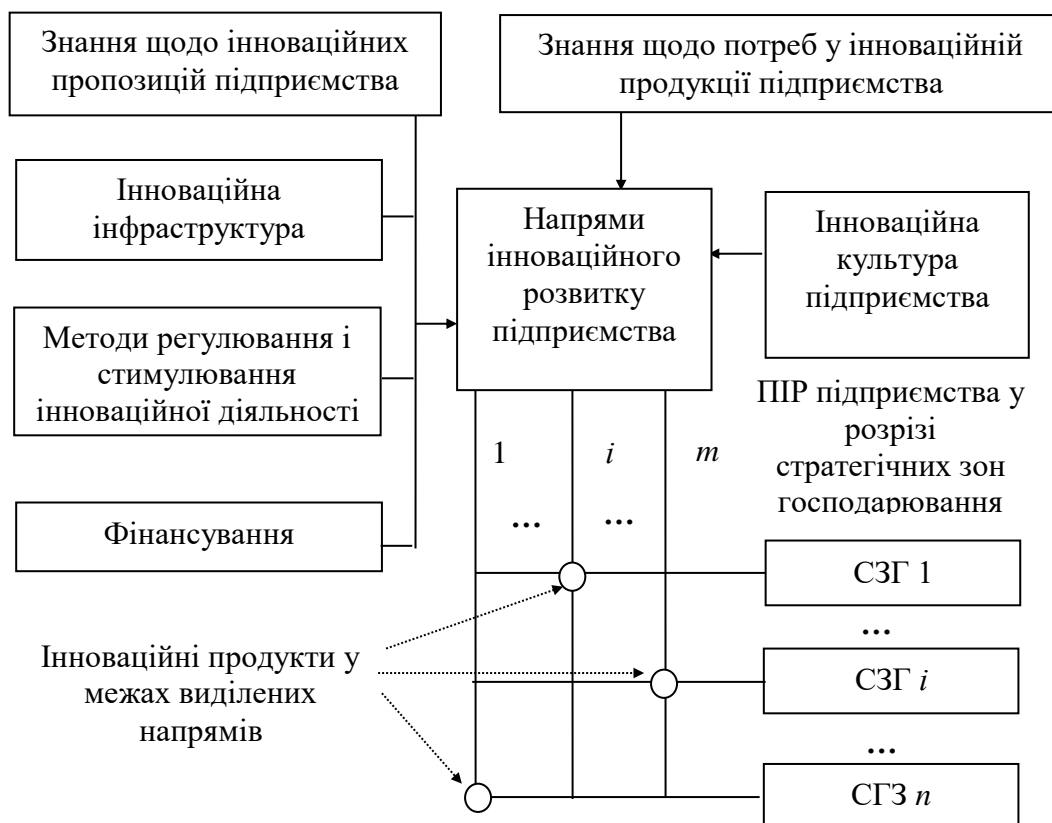 Знання щодо інноваційних
пропозицій підприємства
Знання щодо потреб у інноваційній
продукції підприємства
Інноваційна
інфраструктура
Напрями
інноваційного
розвитку
підприємства
Інноваційна
культура
підприємства
Методи регулювання і
стимулювання
інноваційної діяльності
ПІР підприємства у
розрізі
стратегічних зон
господарювання
1
i
m
... ...
Фінансування
СЗГ 1
...
Інноваційні продукти у
межах виділених
напрямів
СЗГ i
...
СГЗ n